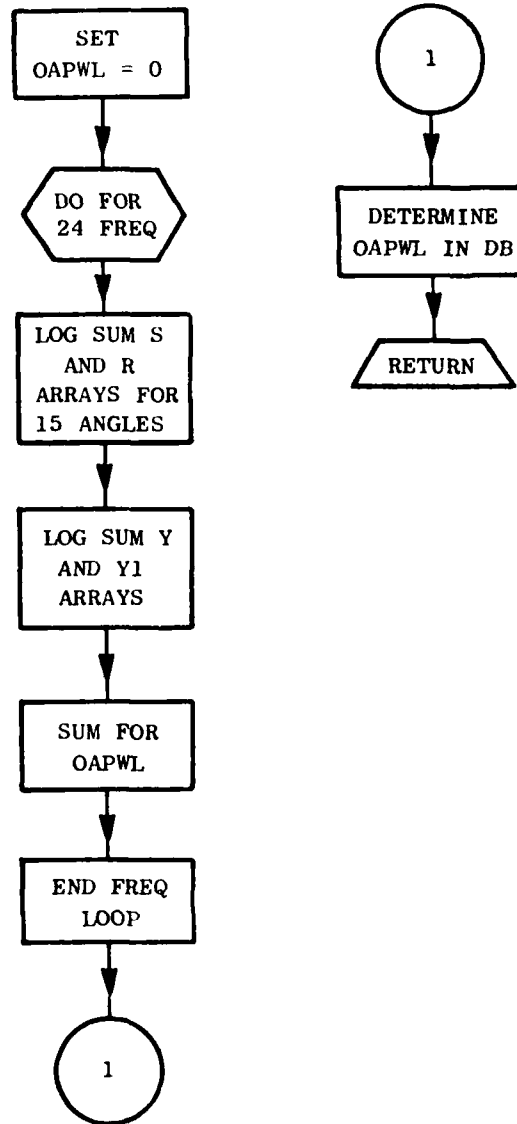 SET
OAPWL = 0
DO FOR
24 FREQ
LOG SUM S
AND R
ARRAYS FOR
15 ANGLES
LOG SUM Y
AND Y1
ARRAYS
SUM FOR
OAPWL
END FREQ
LOOP
1
1
DETERMINE
OAPWL IN DB
RETURN